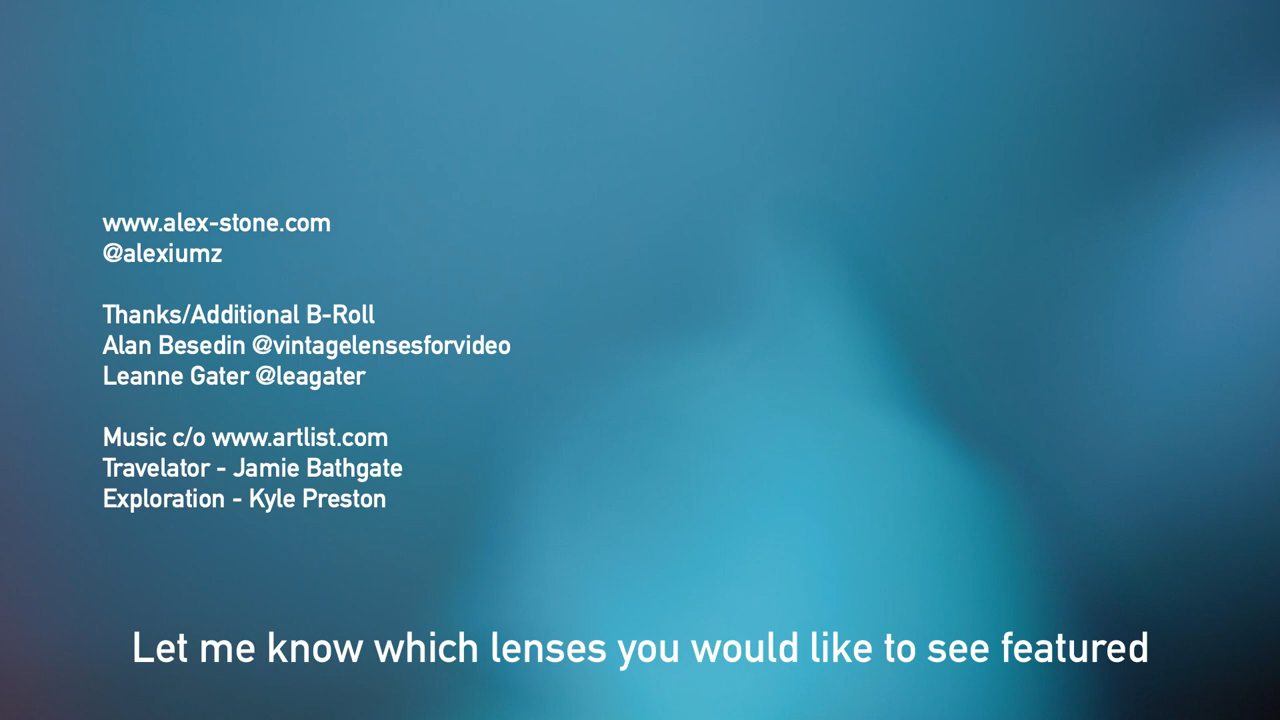 www.alex-stone.com
@alexiumz
Thanks/Additional B-Roll
Alan Besedin @vintagelensesforvideo
Leanne Gater @leagater
Music c/o www.artlist.com
Travelator - Jamie Bathgate
Exploration - Kyle Preston
Let me know which lenses you would like to see featured